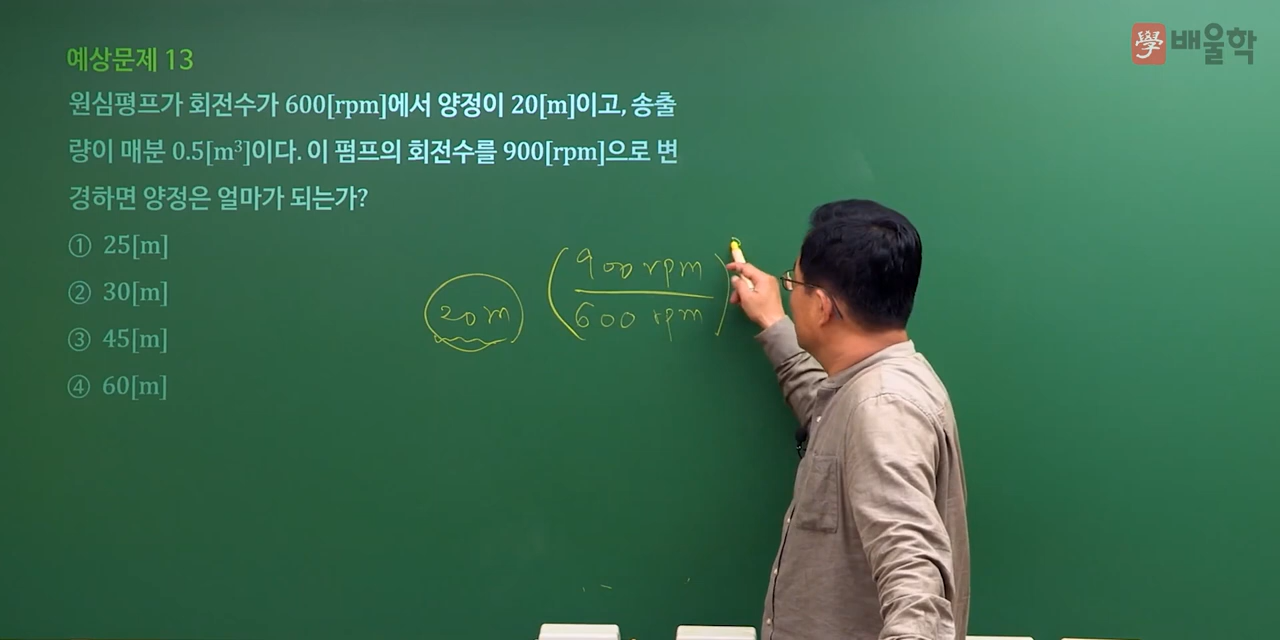 예상문제 13
學 배울학
원심평프가 회전수가 600[rpm]에서 양정이 20[m]이고, 송출
량이 매분 0.5[m³]이다. 이 펌프의 회전수를 900[rpm]으로 변
경하면 양정은 얼마가 되는가?
① 25[m]
② 30[m]
③ 45[m]
④ 60[m]
20m (900 rpm / 600 rpm)